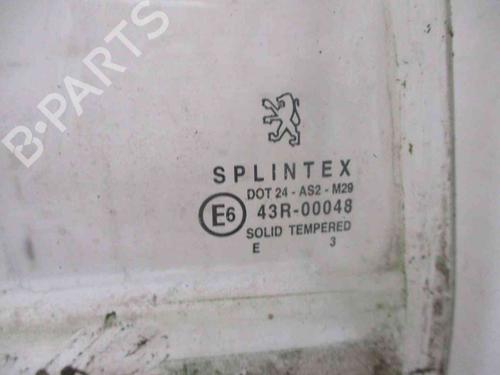 B-PARTS
SPLINTEX
DOT 24 - AS2 - M29
E6 43R-00048
SOLID TEMPERED
E 3